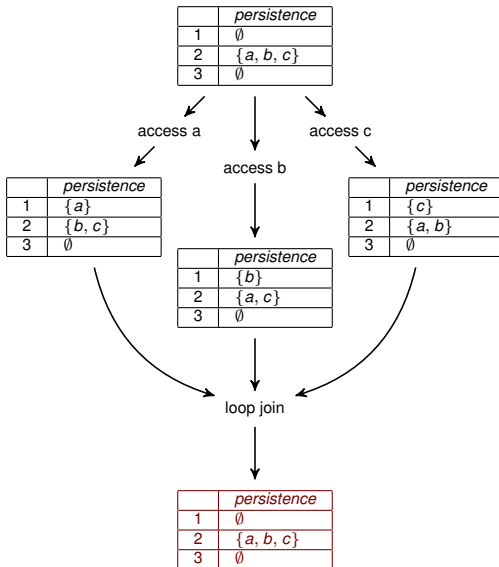 persistence
1 ∅
2 {a, b, c}
3 ∅
access a
access b
access c
persistence
1 {a}
2 {b, c}
3 ∅
persistence
1 {b}
2 {a, c}
3 ∅
persistence
1 {c}
2 {a, b}
3 ∅
loop join
persistence
1 ∅
2 {a, b, c}
3 ∅